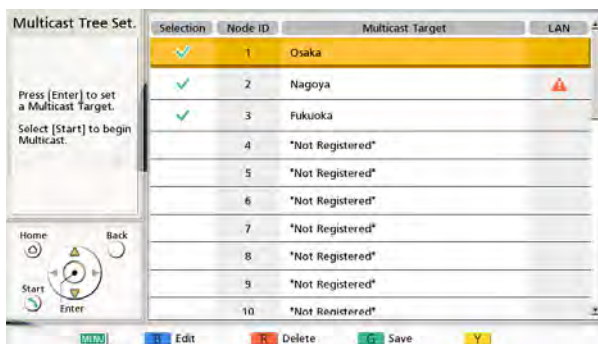 Multicast Tree Set.
Press [Enter] to set
a Multicast Target.
Select [Start] to begin
Multicast.
Home
Back
Start
Enter
Selection Node ID Multicast Target LAN
1 Osaka
2 Nagoya
3 Fukuoka
4 *Not Registered*
5 *Not Registered*
6 *Not Registered*
7 *Not Registered*
8 *Not Registered*
9 *Not Registered*
10 *Not Registered*
MENU B Edit R Delete G Save Y